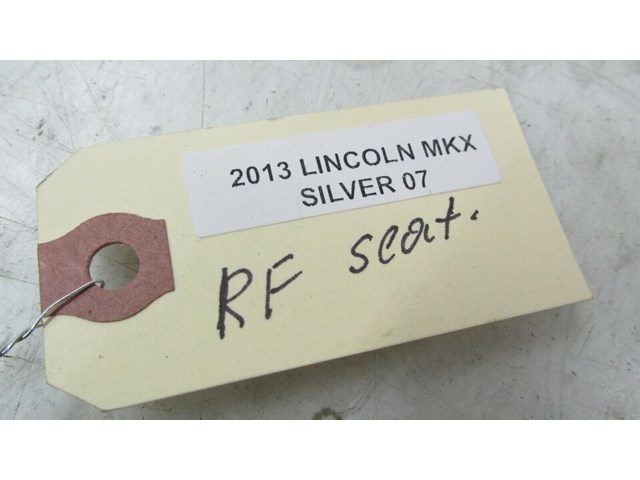 2013 LINCOLN MKX
SILVER 07
RF seat.